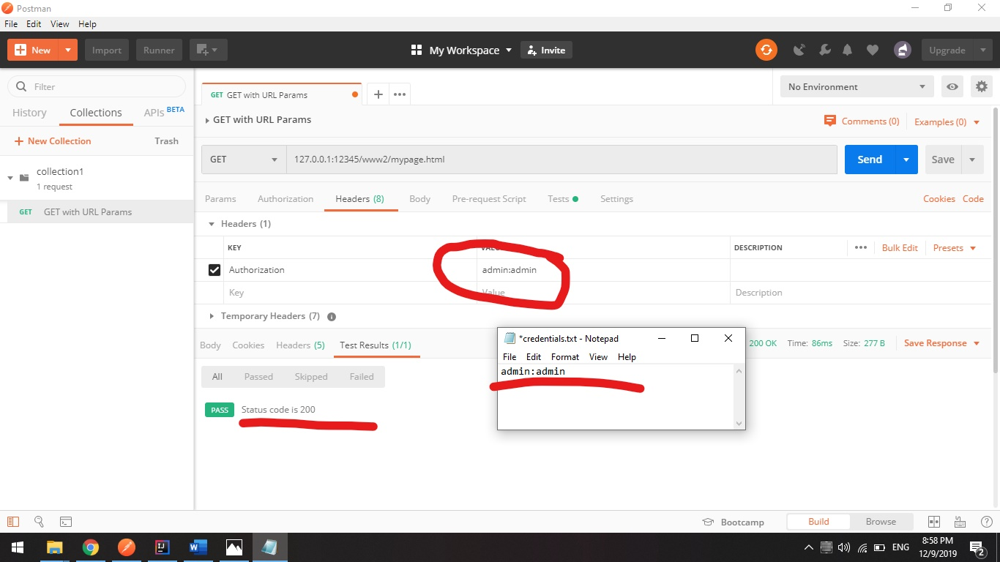 Postman
File Edit View Help
New Import Runner My Workspace Invite Upgrade
Filter
History Collections APIs BETA
New Collection Trash
collection1
1 request
GET GET with URL Params
GET GET with URL Params
No Environment
GET with URL Params
Comments (0) Examples (0)
GET 127.0.0.1:12345/www2/mypage.html Send Save
Params Authorization Headers (8) Body Pre-request Script Tests Settings Cookies Code
Headers (1)
KEY VALUE DESCRIPTION Bulk Edit Presets
Authorization admin:admin
Key Value Description
Temporary Headers (7)
Body Cookies Headers (5) Test Results (1/1) 200 OK Time: 86ms Size: 277 B Save Response
All Passed Skipped Failed
PASS Status code is 200
*credentials.txt - Notepad
File Edit Format View Help
admin:admin
Bootcamp Build Browse
ENG
8:58 PM
12/9/2019
2